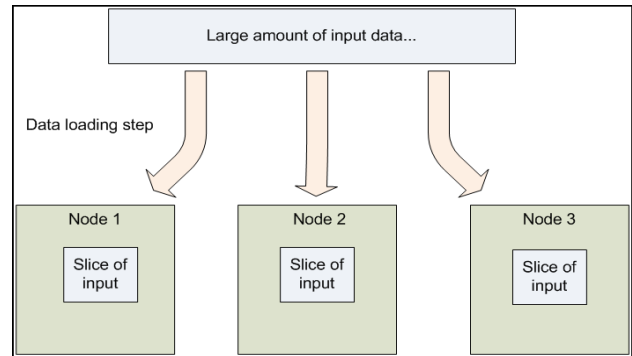 Large amount of input data...
Data loading step
Node 1
Node 2
Node 3
Slice of
input
Slice of
input
Slice of
input